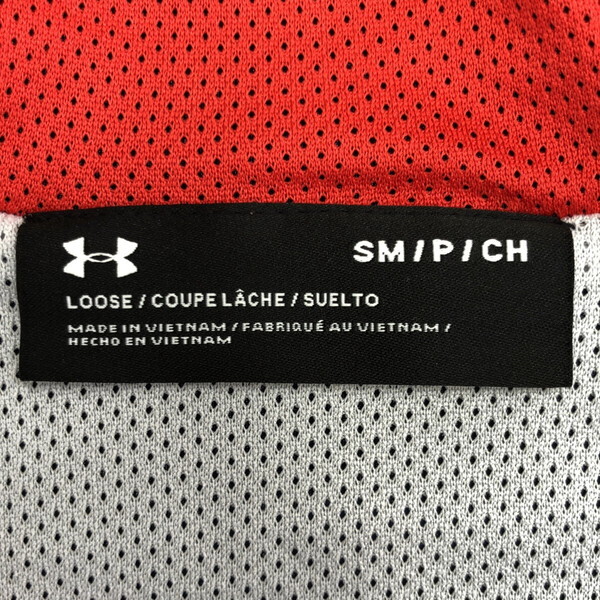 SM/P/CH
LOOSE / COUPE LÂCHE / SUELTO
MADE IN VIETNAM / FABRIQUÉ AU VIETNAM /
HECHO EN VIETNAM